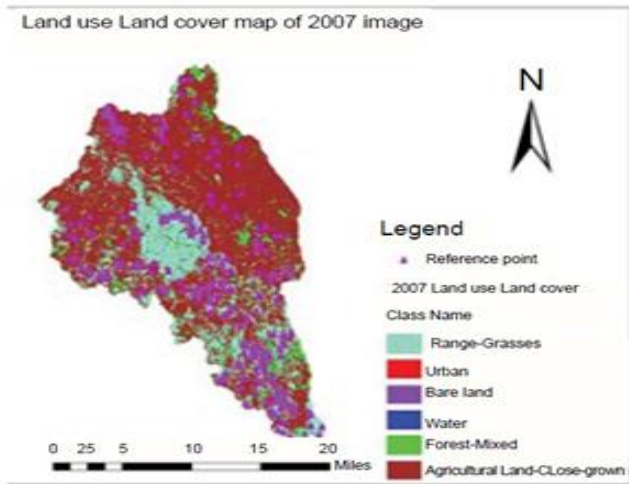 Land use Land cover map of 2007 image
N
Legend
Reference point
2007 Land use Land cover
Class Name
Range-Grasses
Urban
Bare land
Water
Forest-Mixed
Agricultural Land-CLose-grown
0 25 5 10 15 20
Miles